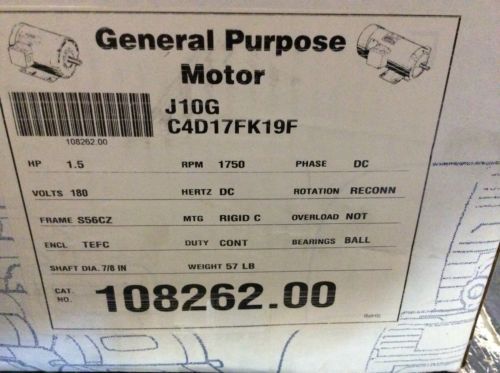 General Purpose
Motor
J10G
C4D17FK19F
108262.00
HP 1.5 RPM 1750 PHASE DC
VOLTS 180 HERTZ DC ROTATION RECONN
FRAME S56CZ MTG RIGID C OVERLOAD NOT
ENCL TEFC DUTY CONT BEARINGS BALL
SHAFT DIA. 7/8 IN WEIGHT 57 LB
CAT.
NO. 108262.00